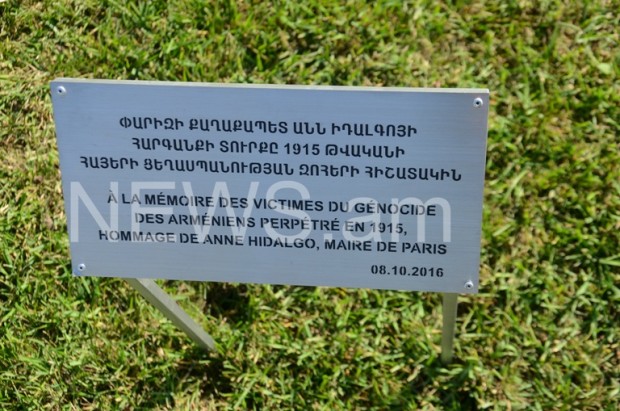 ՓԱՐԻԶԻ ՔԱՂԱՔԱՊԵՏ ԱՆՆ ԻԴԱԼԳՈՅԻ
ՀԱՐԳԱՆՔԻ ՏՈՒՐՔԸ 1915 ԹՎԱԿԱՆԻ
ՀԱՅԵՐԻ ՑԵՂԱՍՊԱՆՈՒԹՅԱՆ ԶՈՀԵՐԻ ՀԻՇԱՏԱԿԻՆ
À LA MÉMOIRE DES VICTIMES DU GÉNOCIDE
DES ARMÉNIENS PERPÉTRÉ EN 1915,
HOMMAGE DE ANNE HIDALGO, MAIRE DE PARIS
08.10.2016
NEWS.am